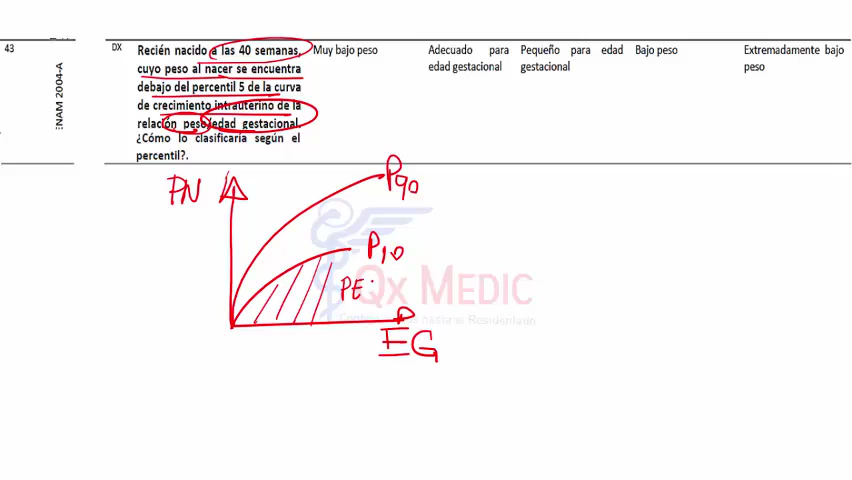 43
ENAM 2004-A
DX
Recién nacido a las 40 semanas,
cuyo peso al nacer se encuentra
debajo del percentil 5 de la curva
de crecimiento intrauterino de la
relación peso/edad gestacional.
¿Cómo lo clasificaría según el
percentil?.
Muy bajo peso
Adecuado para
edad gestacional
Pequeño para edad
gestacional
Bajo peso
Extremadamente bajo
peso
PN
P90
P10
PE
Qx MEDIC
hasta el Residentado
EG